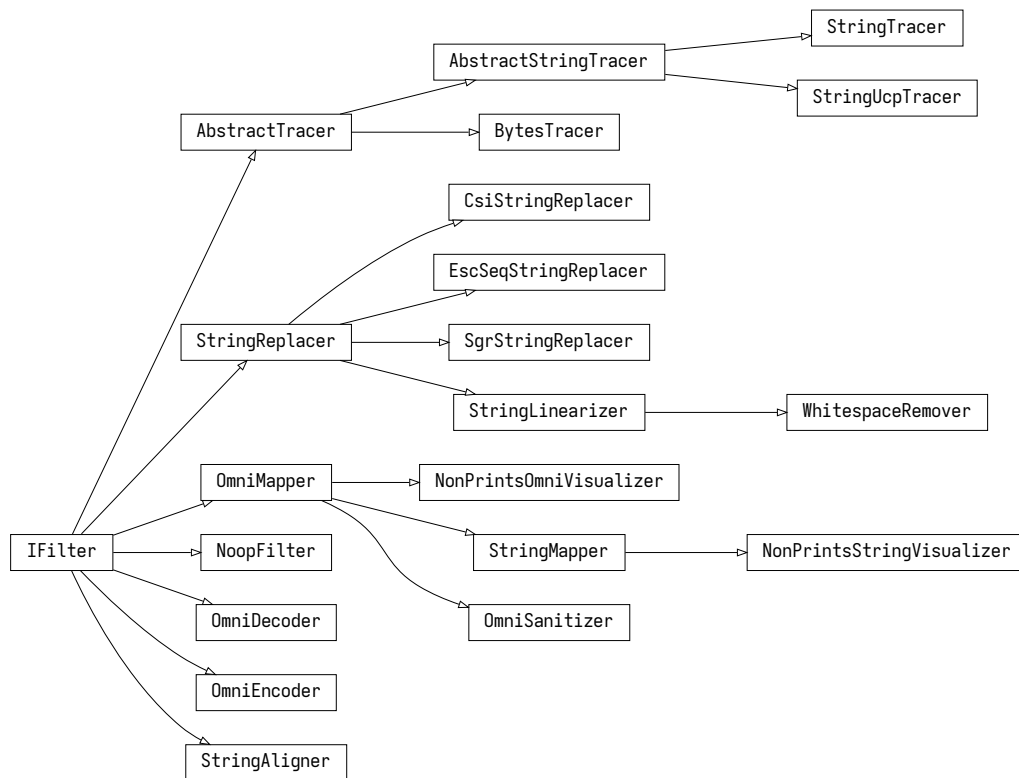 StringTracer
AbstractStringTracer
StringUcpTracer
AbstractTracer
BytesTracer
CsiStringReplacer
EscSeqStringReplacer
StringReplacer
SgrStringReplacer
StringLinearizer
WhitespaceRemover
OmniMapper
NonPrintsOmniVisualizer
IFilter
NoopFilter
StringMapper
NonPrintsStringVisualizer
OmniDecoder
OmniSanitizer
OmniEncoder
StringAligner